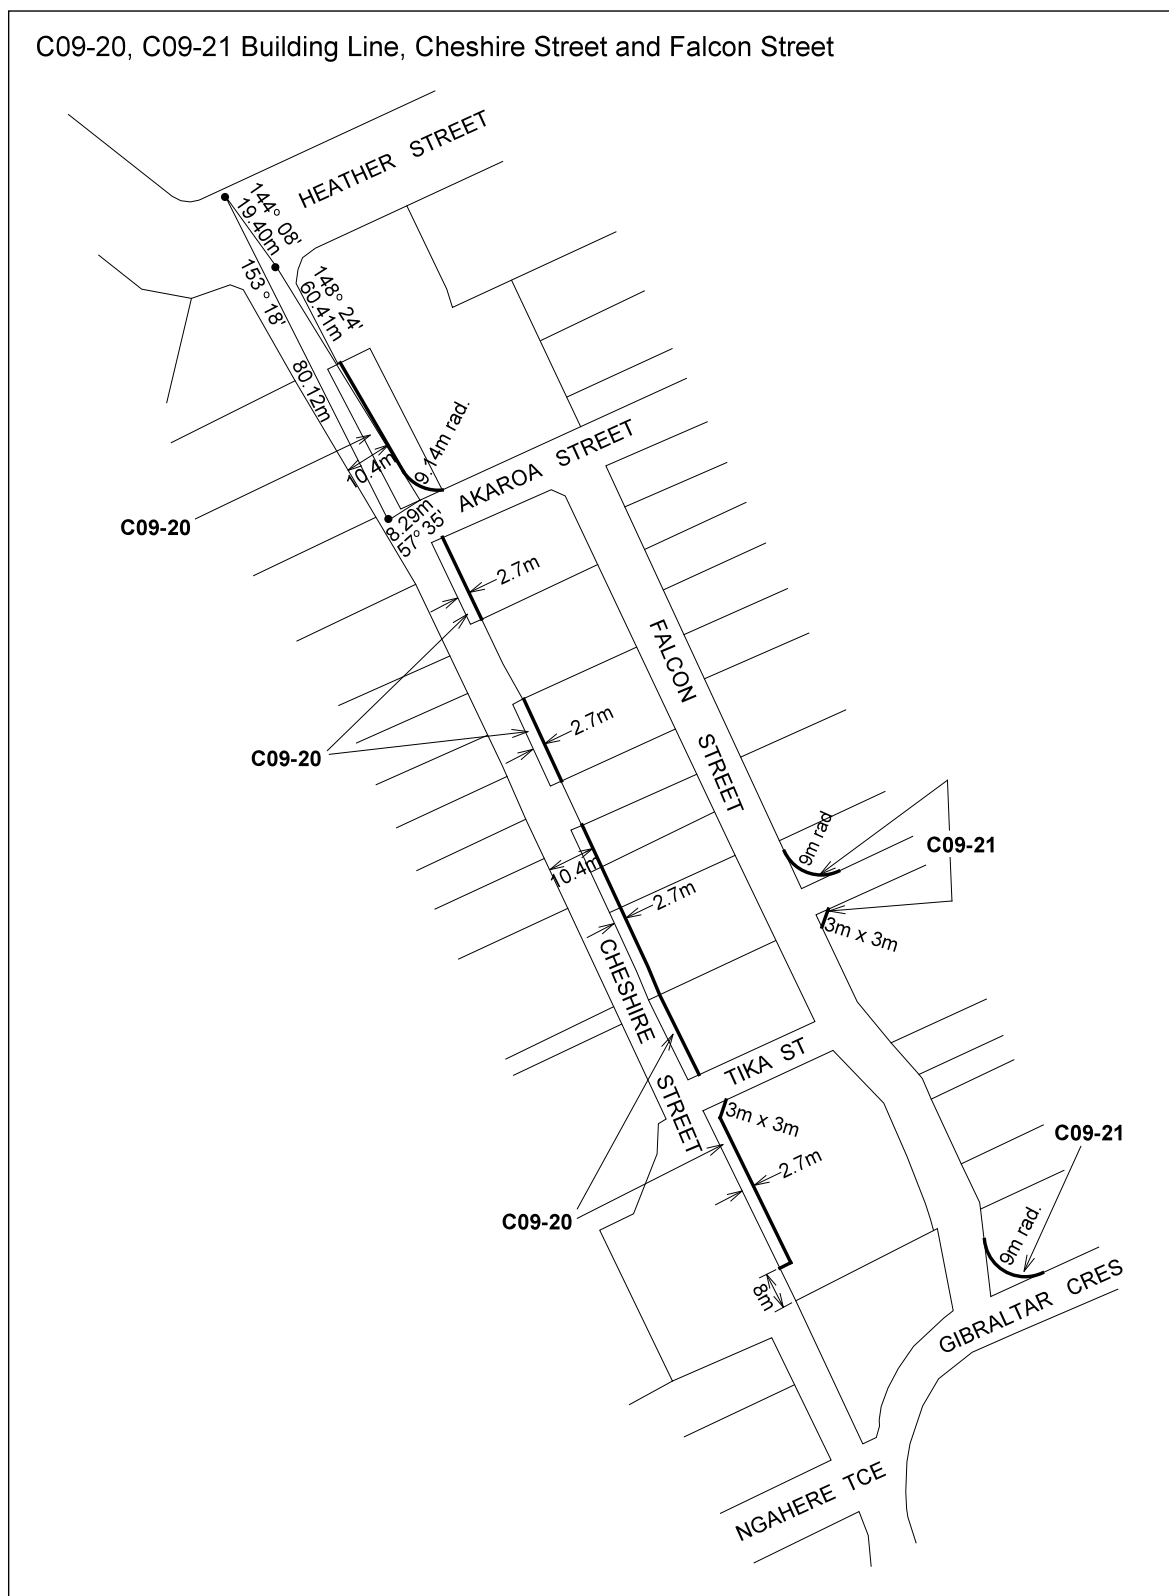 C09-20, C09-21 Building Line, Cheshire Street and Falcon Street
HEATHER STREET
144° 08'
19.40m
153° 18'
80.12m
148° 24'
60.41m
9.14m rad.
10.4m
C09-20
8.29m
57° 35'
AKAROA STREET
2.7m
FALCON STREET
2.7m
C09-20
9m rad
C09-21
10.4m
2.7m
3m x 3m
CHESHIRE STREET
TIKA ST
3m x 3m
2.7m
C09-20
C09-21
9m rad.
8m
GIBRALTAR CRES
NGAHERE TCE